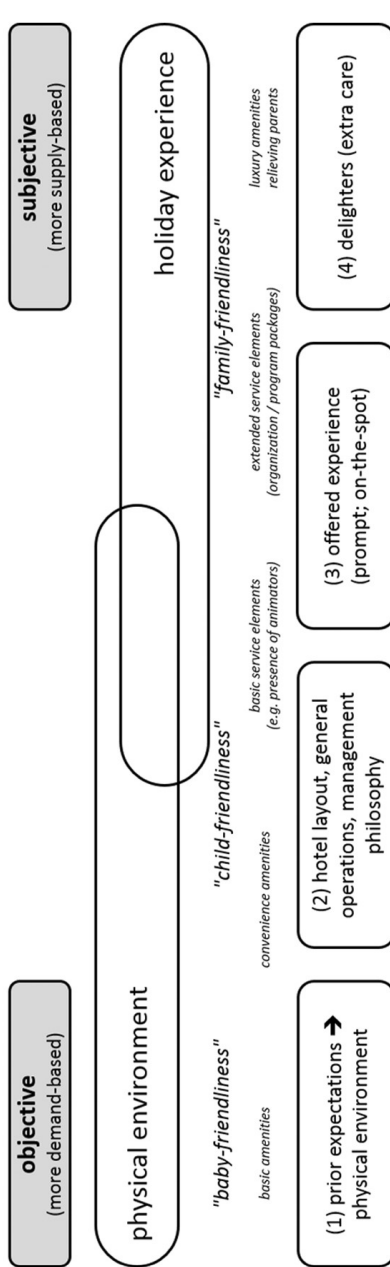 objective
(more demand-based)
subjective
(more supply-based)
physical environment
holiday experience
"baby-friendliness"
"child-friendliness"
"family-friendliness"
basic amenities
convenience amenities
basic service elements
(e.g. presence of animators)
extended service elements
(organization / program packages)
luxury amenities
relieving parents
(1) prior expectations ➔
physical environment
(2) hotel layout, general
operations, management
philosophy
(3) offered experience
(prompt; on-the-spot)
(4) delighters (extra care)